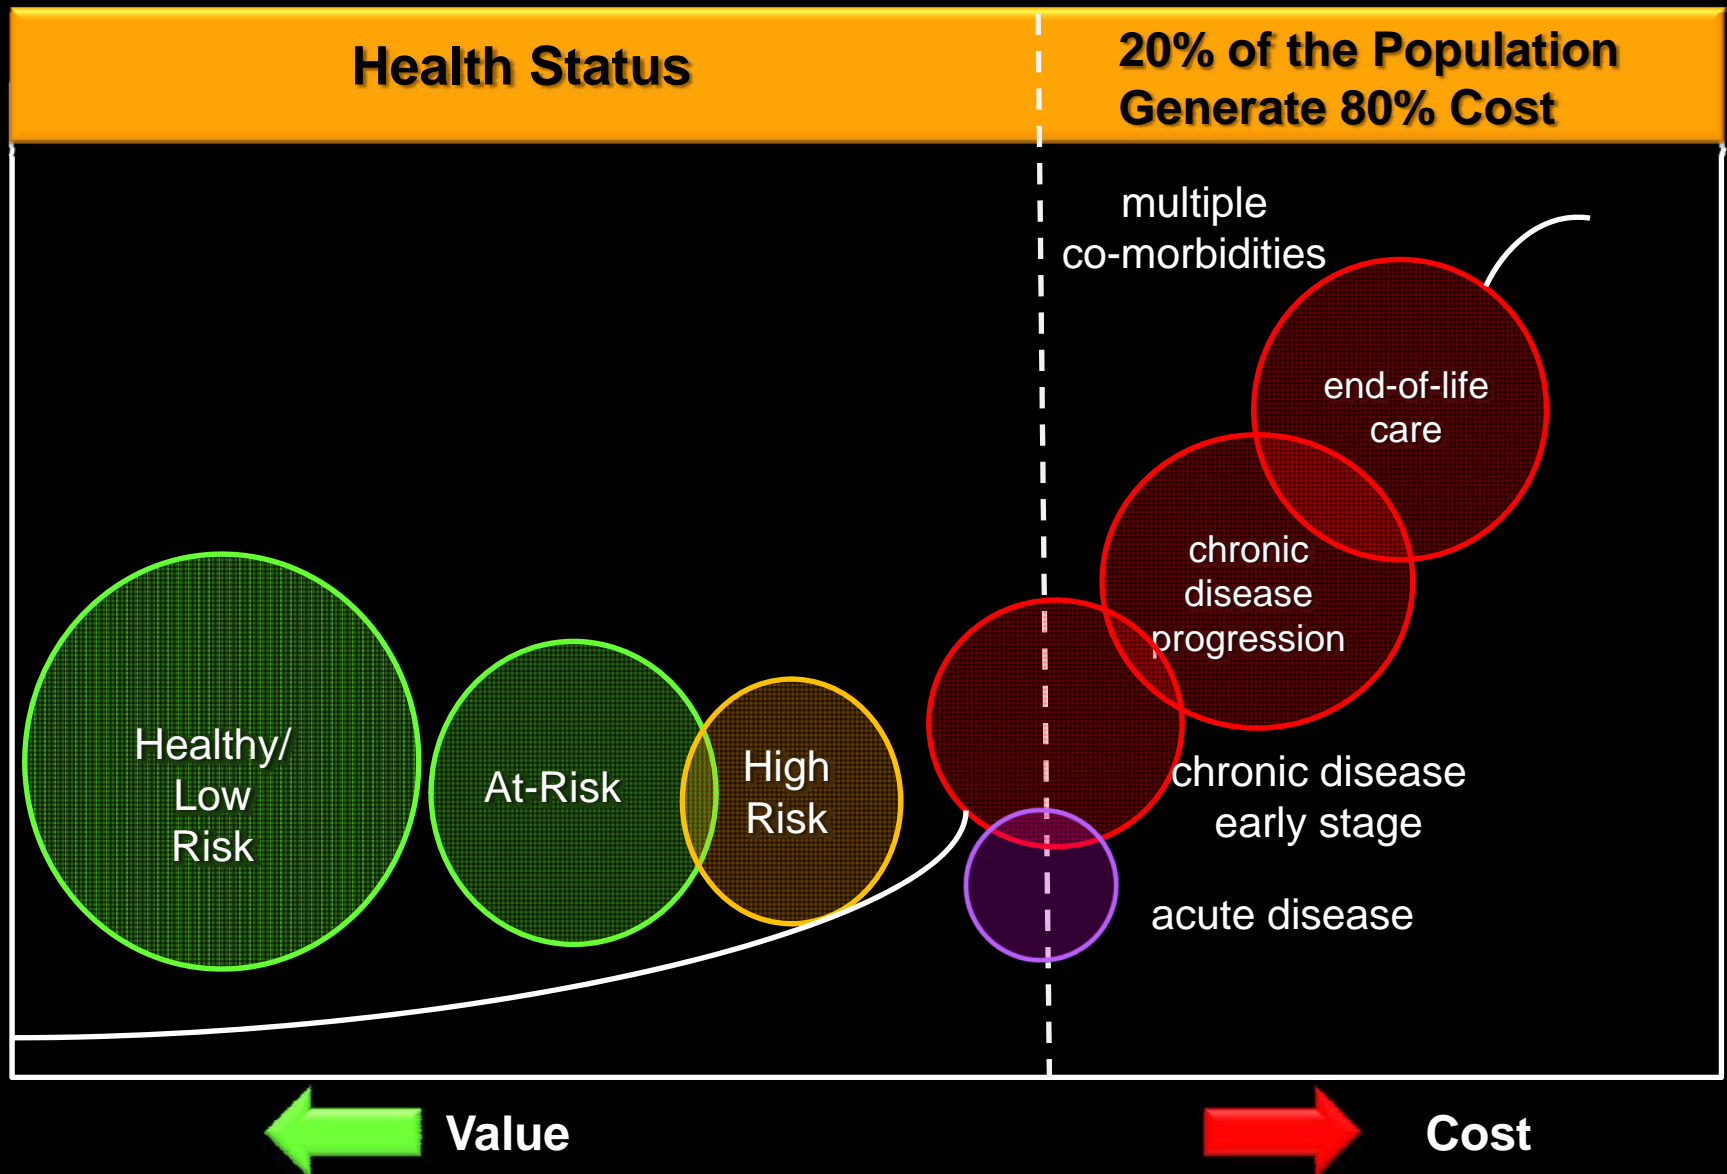 Health Status
20% of the Population
Generate 80% Cost
multiple
co-morbidities
end-of-life
care
chronic
disease
progression
Healthy/
Low
Risk
At-Risk
High
Risk
chronic disease
early stage
acute disease
Value
Cost